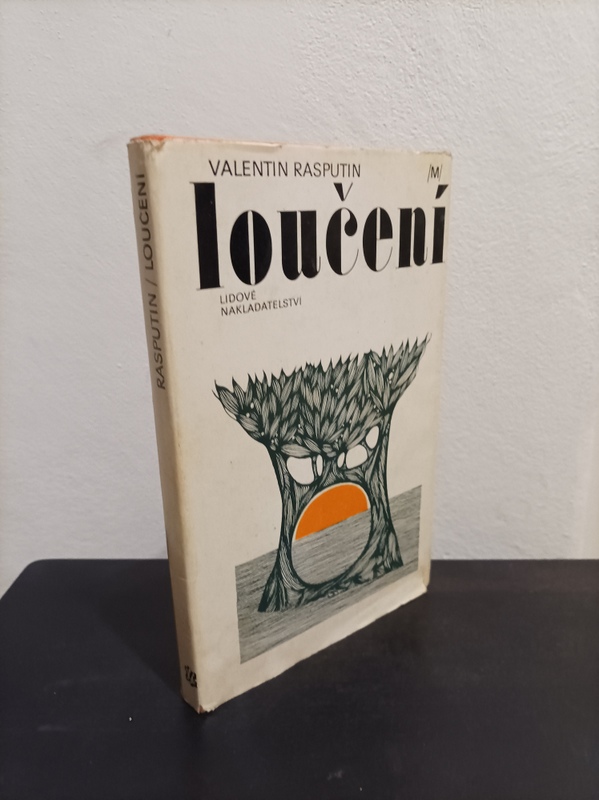 VALENTIN RASPUTIN
/M/
loučení
LIDOVÉ
NAKLADATELSTVÍ
RASPUTIN / LOUČENÍ